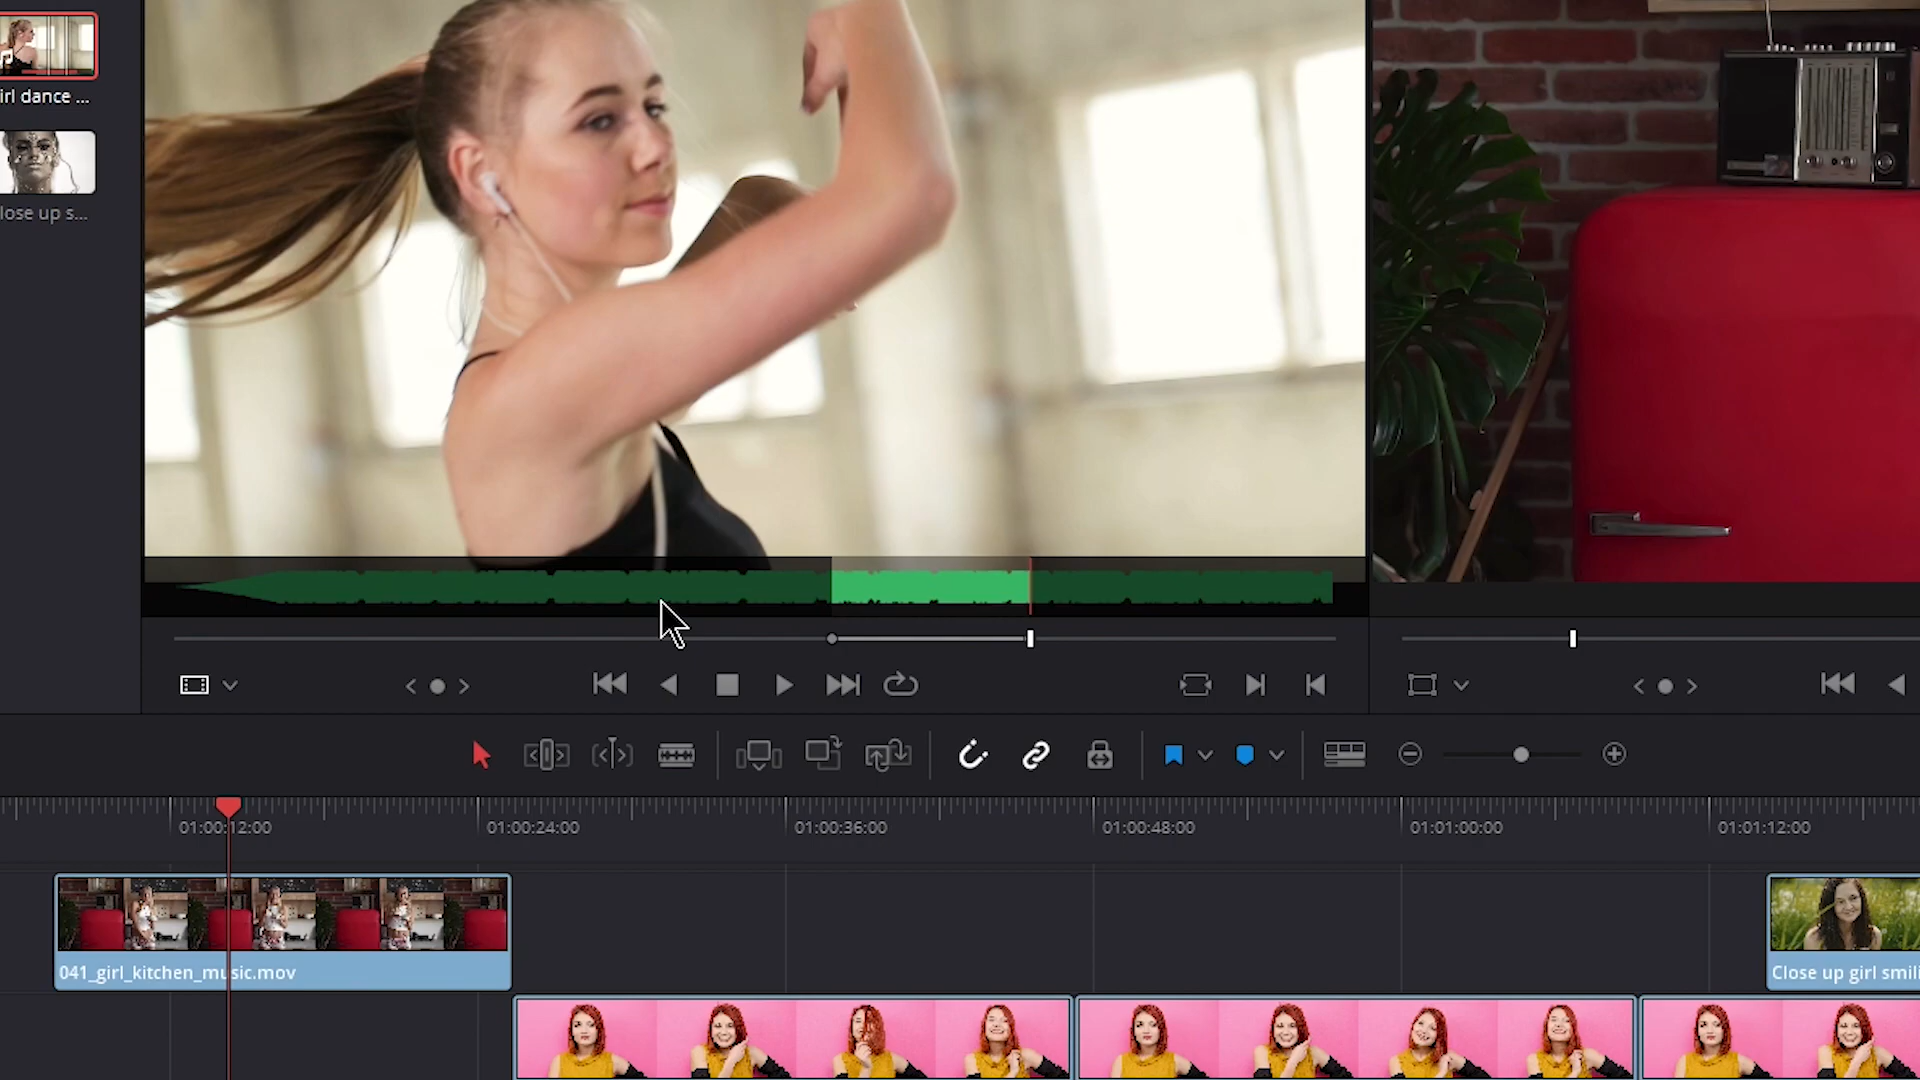 irl dance ...
lose up s...
01:00:12:00
01:00:24:00
01:00:36:00
01:00:48:00
01:01:00:00
01:01:12:00
041_girl_kitchen_music.mov
Close up girl smili